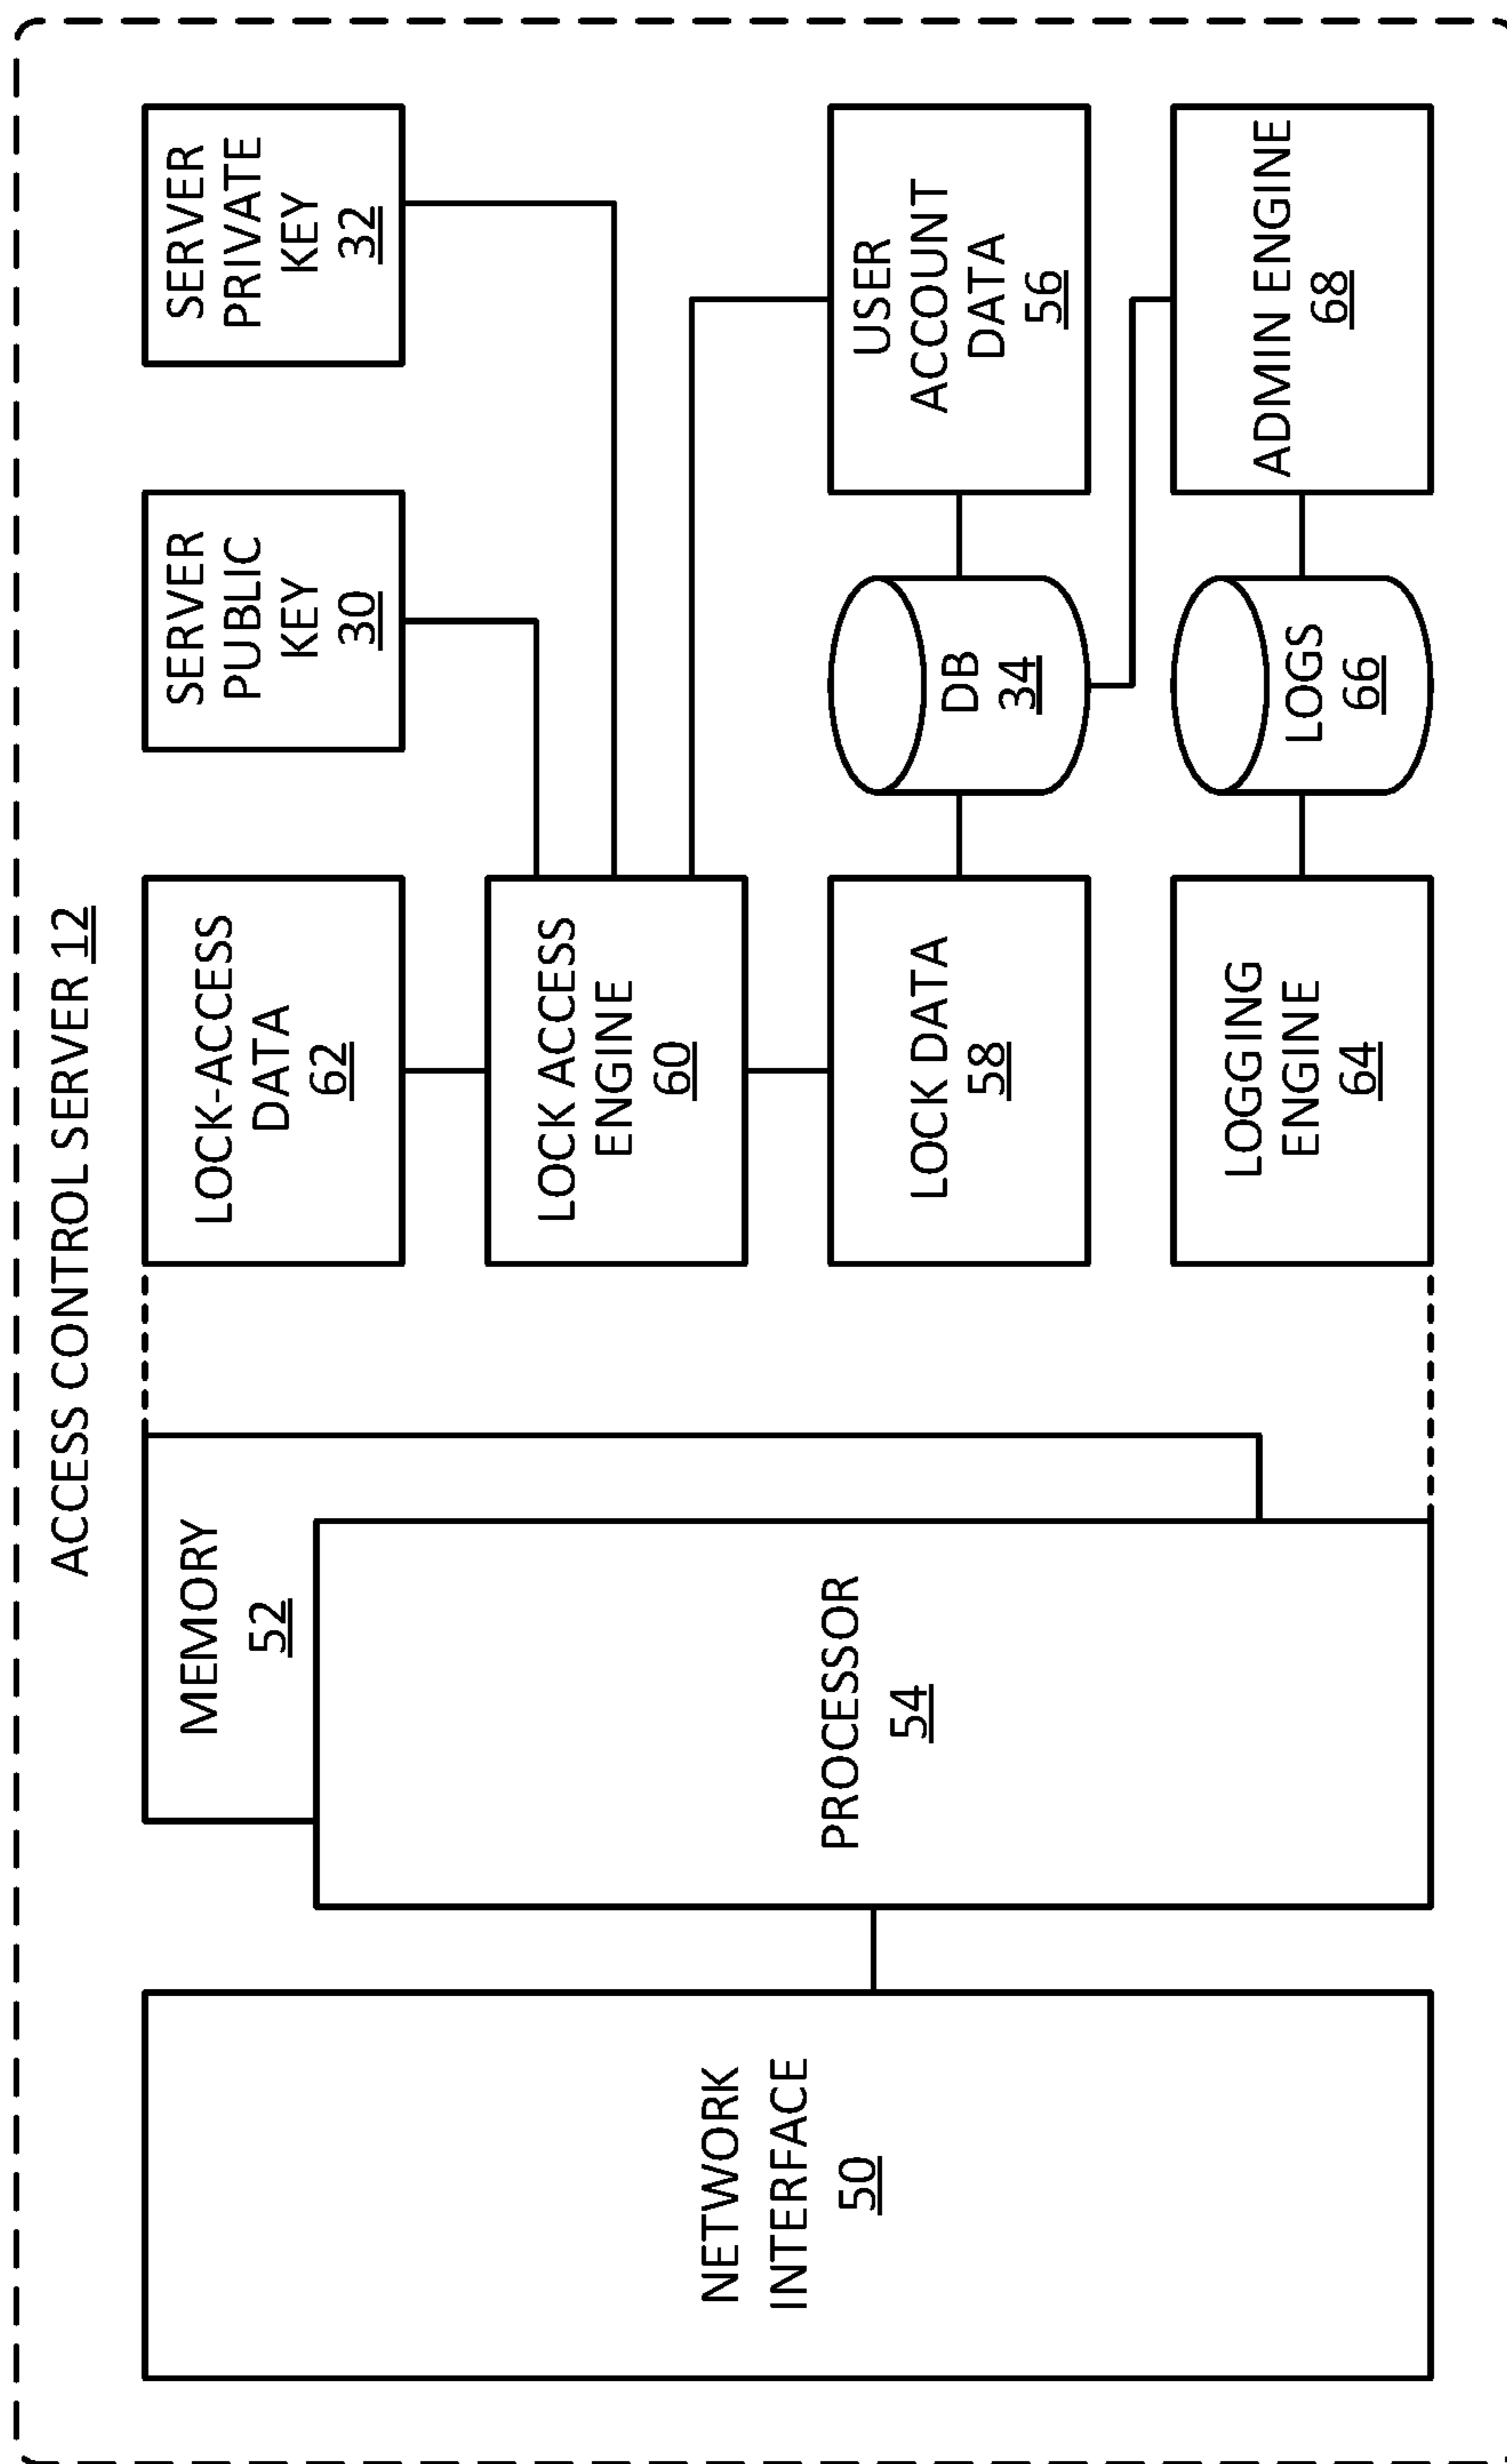 ACCESS CONTROL SERVER 12
NETWORK
INTERFACE
50
MEMORY
52
PROCESSOR
54
LOCK-ACCESS
DATA
62
SERVER
PUBLIC
KEY
30
SERVER
PRIVATE
KEY
32
LOCK ACCESS
ENGINE
60
LOCK DATA
58
DB
34
USER
ACCOUNT
DATA
56
LOGGING
ENGINE
64
LOGS
66
ADMIN ENGINE
68